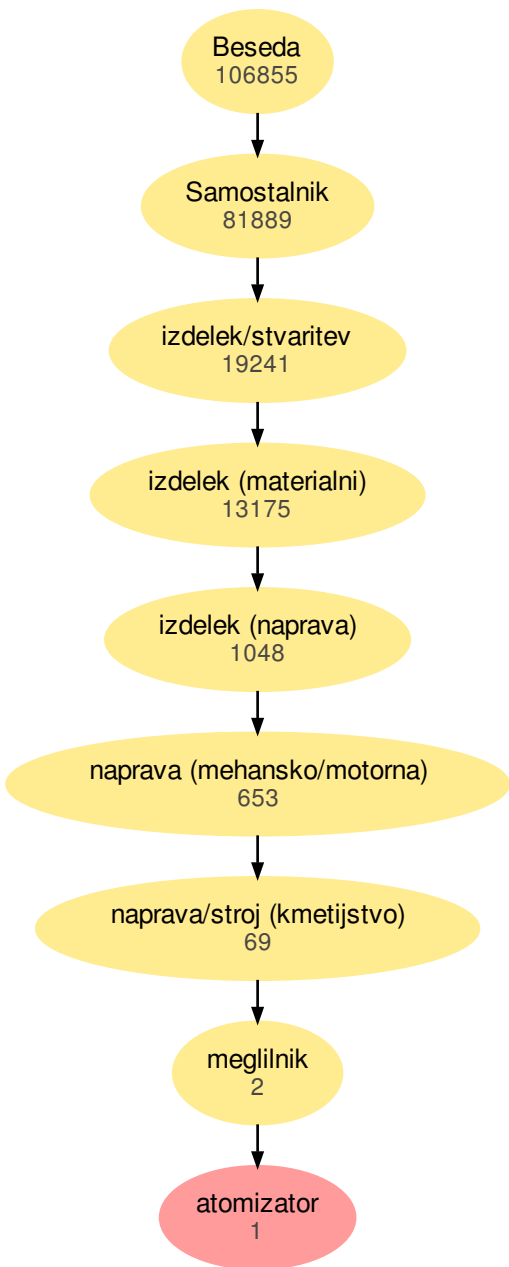 Beseda
106855
Samostalnik
81889
izdelek/stvaritev
19241
izdelek (materialni)
13175
izdelek (naprava)
1048
naprava (mehansko/motorna)
653
naprava/stroj (kmetijstvo)
69
meglilnik
2
atomizator
1